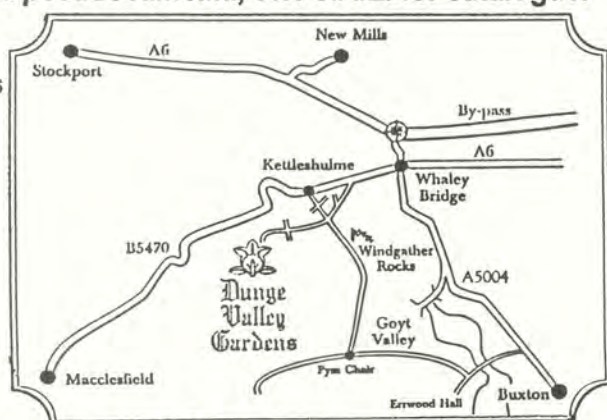 New Mills
A6
Stockport
By-pass
A6
Kettleshulme
Whaley
Bridge
B5470
Windgather
Rocks
A5004
Dunge
Valley
Gardens
Goyt
Valley
Pym Chair
Macclesfield
Errwood Hall
Buxton